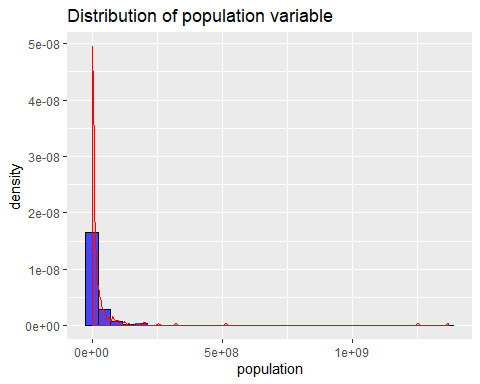 Distribution of population variable
5e-08
4e-08
3e-08
2e-08
1e-08
0e+00
density
0e+00 5e+08 1e+09
population